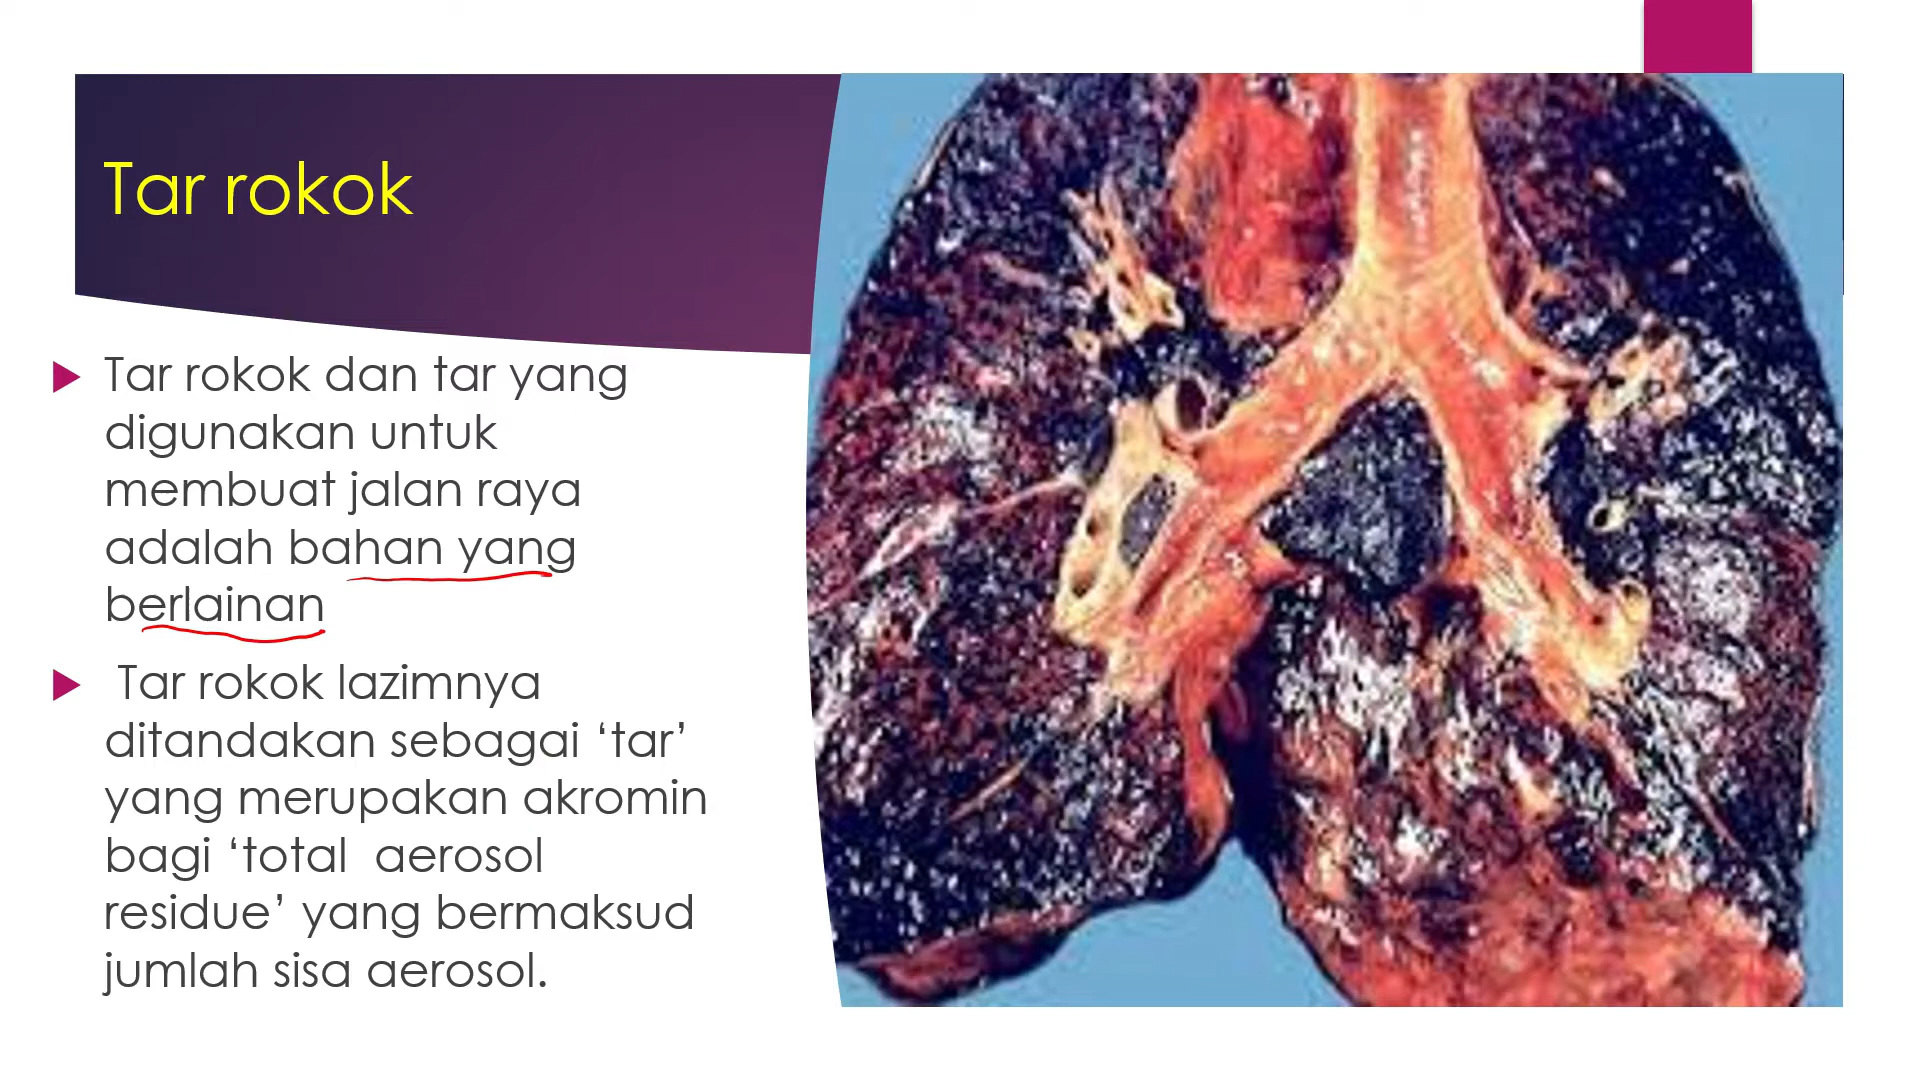 Tar rokok
Tar rokok dan tar yang
digunakan untuk
membuat jalan raya
adalah bahan yang
berlainan
Tar rokok lazimnya
ditandakan sebagai ‘tar’
yang merupakan akromin
bagi ‘total aerosol
residue’ yang bermaksud
jumlah sisa aerosol.